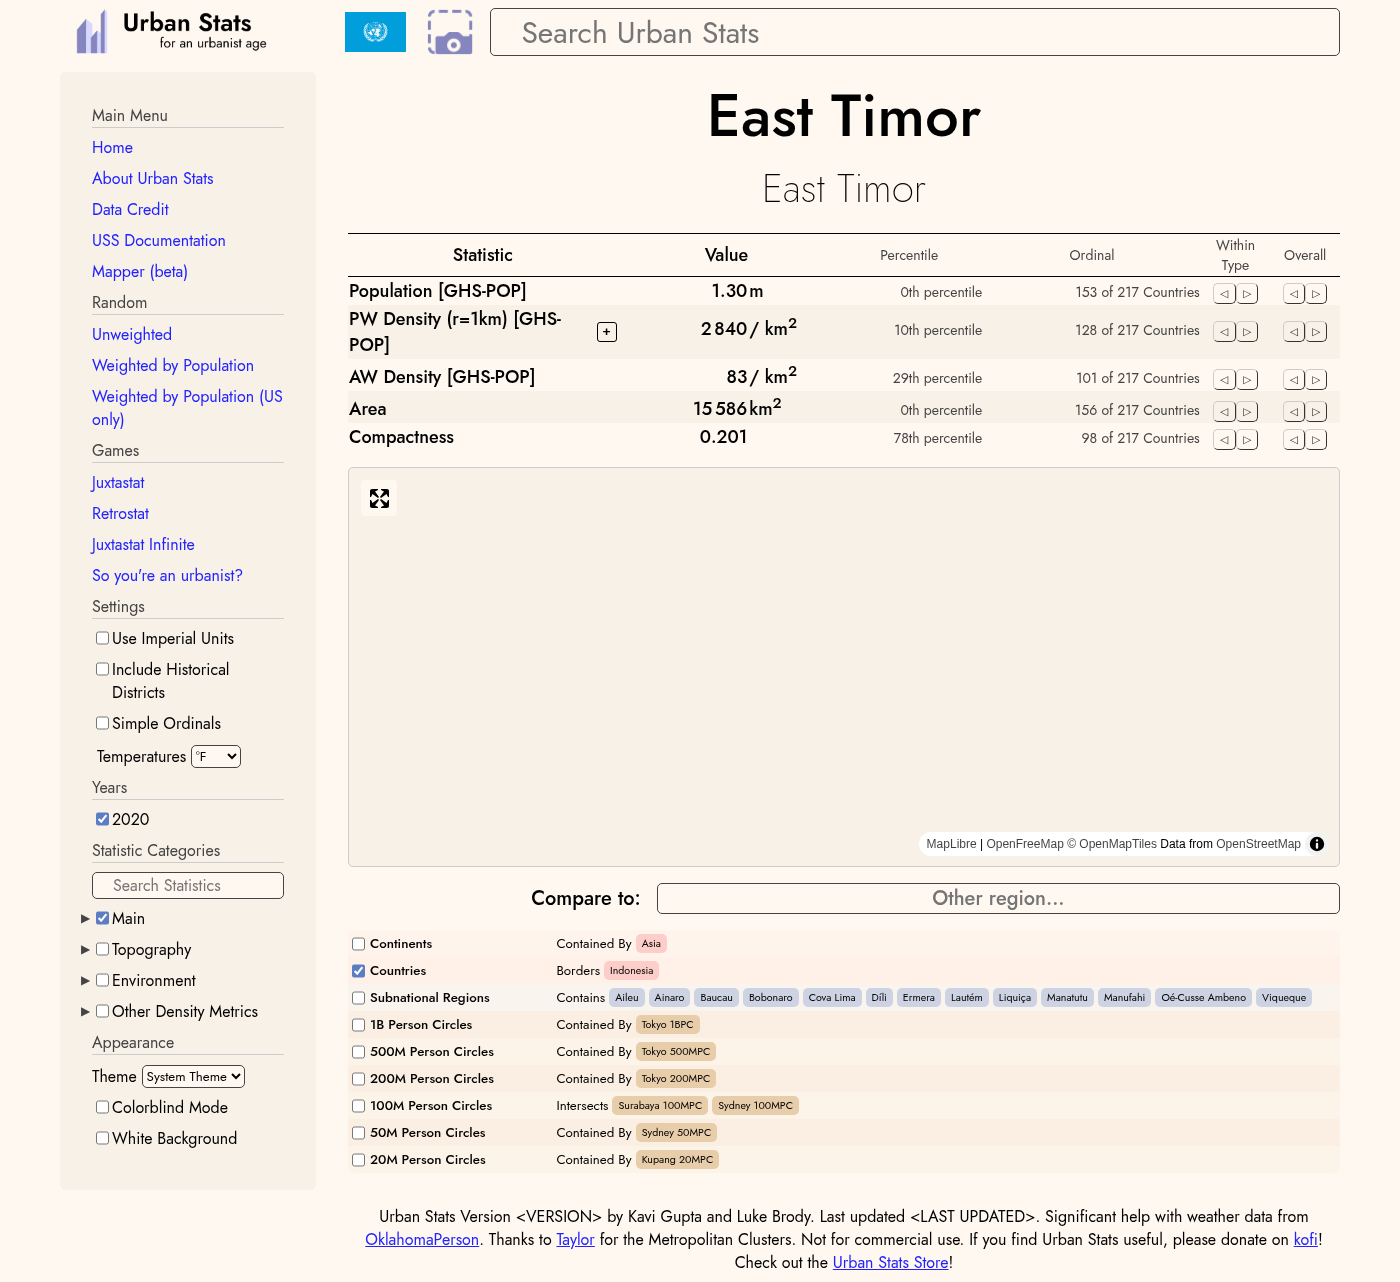 Urban Stats
for an urbanist age
Search Urban Stats
Main Menu
Home
About Urban Stats
Data Credit
USS Documentation
Mapper (beta)
Random
Unweighted
Weighted by Population
Weighted by Population (US
only)
Games
Juxtastat
Retrostat
Juxtastat Infinite
So you're an urbanist?
Settings
Use Imperial Units
Include Historical
Districts
Simple Ordinals
Temperatures °F
Years
2020
Statistic Categories
Search Statistics
Main
Topography
Environment
Other Density Metrics
Appearance
Theme System Theme
Colorblind Mode
White Background
East Timor
East Timor
Statistic Value Percentile Ordinal Within Type Overall
Population [GHS-POP] 1.30 m 0th percentile 153 of 217 Countries
PW Density (r=1km) [GHS-
POP] + 2 840 / km² 10th percentile 128 of 217 Countries
AW Density [GHS-POP] 83 / km² 29th percentile 101 of 217 Countries
Area 15 586 km² 0th percentile 156 of 217 Countries
Compactness 0.201 78th percentile 98 of 217 Countries
MapLibre | OpenFreeMap © OpenMapTiles Data from OpenStreetMap
Compare to: Other region...
Continents Contained By Asia
Countries Borders Indonesia
Subnational Regions Contains Aileu Ainaro Baucau Bobonaro Cova Lima Díli Ermera Lautém Liquiça Manatutu Manufahi Oé-Cusse Ambeno Viqueque
1B Person Circles Contained By Tokyo 1BPC
500M Person Circles Contained By Tokyo 500MPC
200M Person Circles Contained By Tokyo 200MPC
100M Person Circles Intersects Surabaya 100MPC Sydney 100MPC
50M Person Circles Contained By Sydney 50MPC
20M Person Circles Contained By Kupang 20MPC
Urban Stats Version <VERSION> by Kavi Gupta and Luke Brody. Last updated <LAST UPDATED>. Significant help with weather data from
OklahomaPerson. Thanks to Taylor for the Metropolitan Clusters. Not for commercial use. If you find Urban Stats useful, please donate on kofi!
Check out the Urban Stats Store!